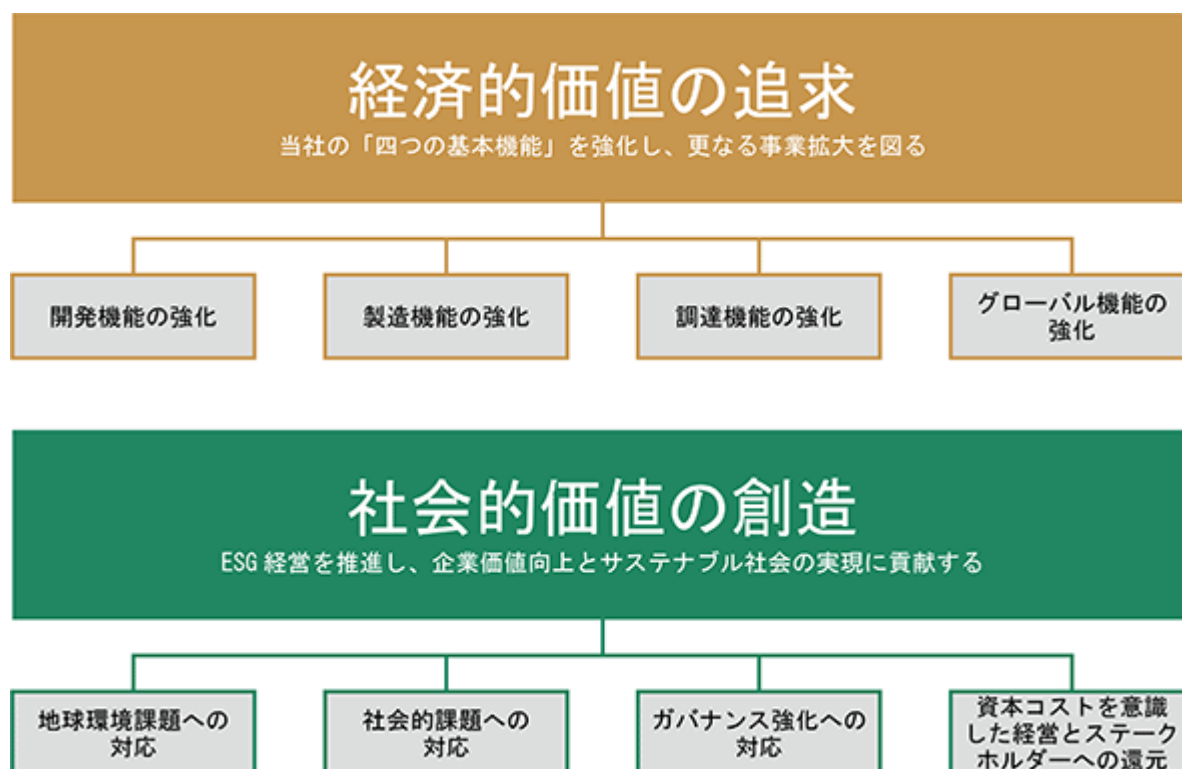 経済的価値の追求
当社の「四つの基本機能」を強化し、更なる事業拡大を図る
開発機能の強化
製造機能の強化
調達機能の強化
グローバル機能の
強化
社会的価値の創造
ESG 経営を推進し、企業価値向上とサステナブル社会の実現に貢献する
地球環境課題への
対応
社会的課題への
対応
ガバナンス強化への
対応
資本コストを意識
した経営とステーク
ホルダーへの還元